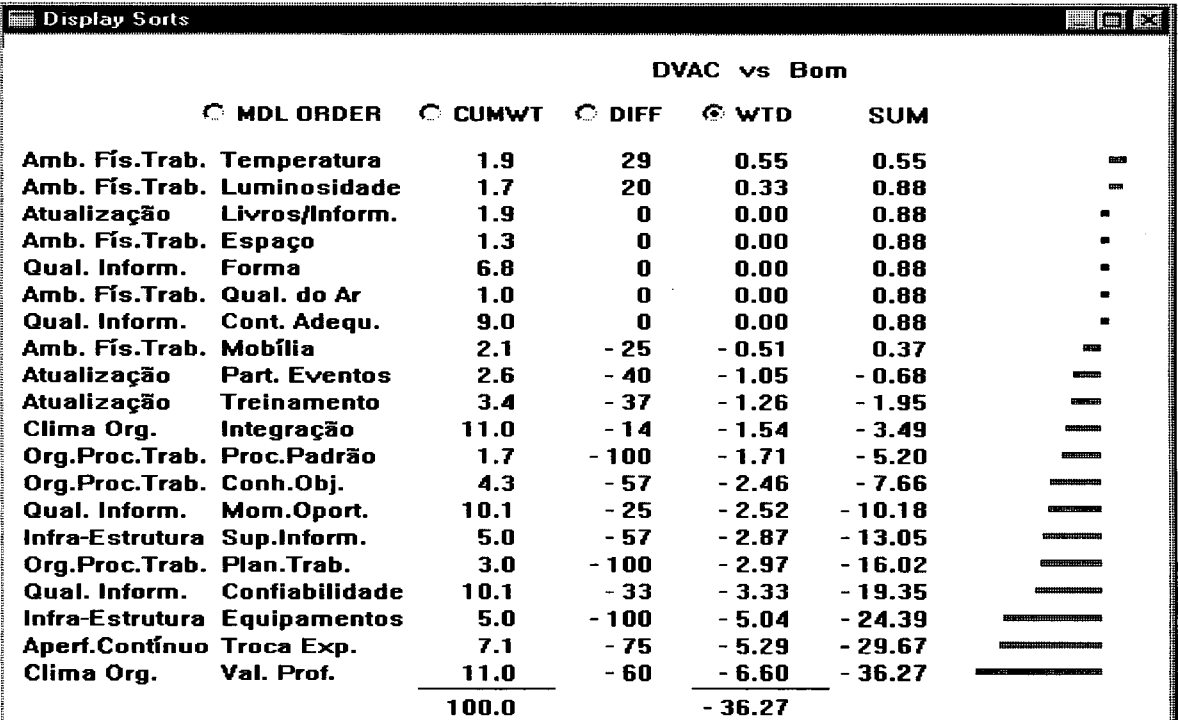 Display Sorts
DVAC vs Bom
MDL ORDER CUMWT DIFF WTD SUM
Amb. Fís.Trab. Temperatura 1.9 29 0.55 0.55
Amb. Fís.Trab. Luminosidade 1.7 20 0.33 0.88
Atualização Livros/Inform. 1.9 0 0.00 0.88
Amb. Fís.Trab. Espaço 1.3 0 0.00 0.88
Qual. Inform. Forma 6.8 0 0.00 0.88
Amb. Fís.Trab. Qual. do Ar 1.0 0 0.00 0.88
Qual. Inform. Cont. Adequ. 9.0 0 0.00 0.88
Amb. Fís.Trab. Mobília 2.1 - 25 - 0.51 0.37
Atualização Part. Eventos 2.6 - 40 - 1.05 - 0.68
Atualização Treinamento 3.4 - 37 - 1.26 - 1.95
Clima Org. Integração 11.0 - 14 - 1.54 - 3.49
Org.Proc.Trab. Proc.Padrão 1.7 - 100 - 1.71 - 5.20
Org.Proc.Trab. Conh.Obj. 4.3 - 57 - 2.46 - 7.66
Qual. Inform. Mom.Oport. 10.1 - 25 - 2.52 - 10.18
Infra-Estrutura Sup.Inform. 5.0 - 57 - 2.87 - 13.05
Org.Proc.Trab. Plan.Trab. 3.0 - 100 - 2.97 - 16.02
Qual. Inform. Confiabilidade 10.1 - 33 - 3.33 - 19.35
Infra-Estrutura Equipamentos 5.0 - 100 - 5.04 - 24.39
Aperf.Contínuo Troca Exp. 7.1 - 75 - 5.29 - 29.67
Clima Org. Val. Prof. 11.0 - 60 - 6.60 - 36.27
100.0 - 36.27